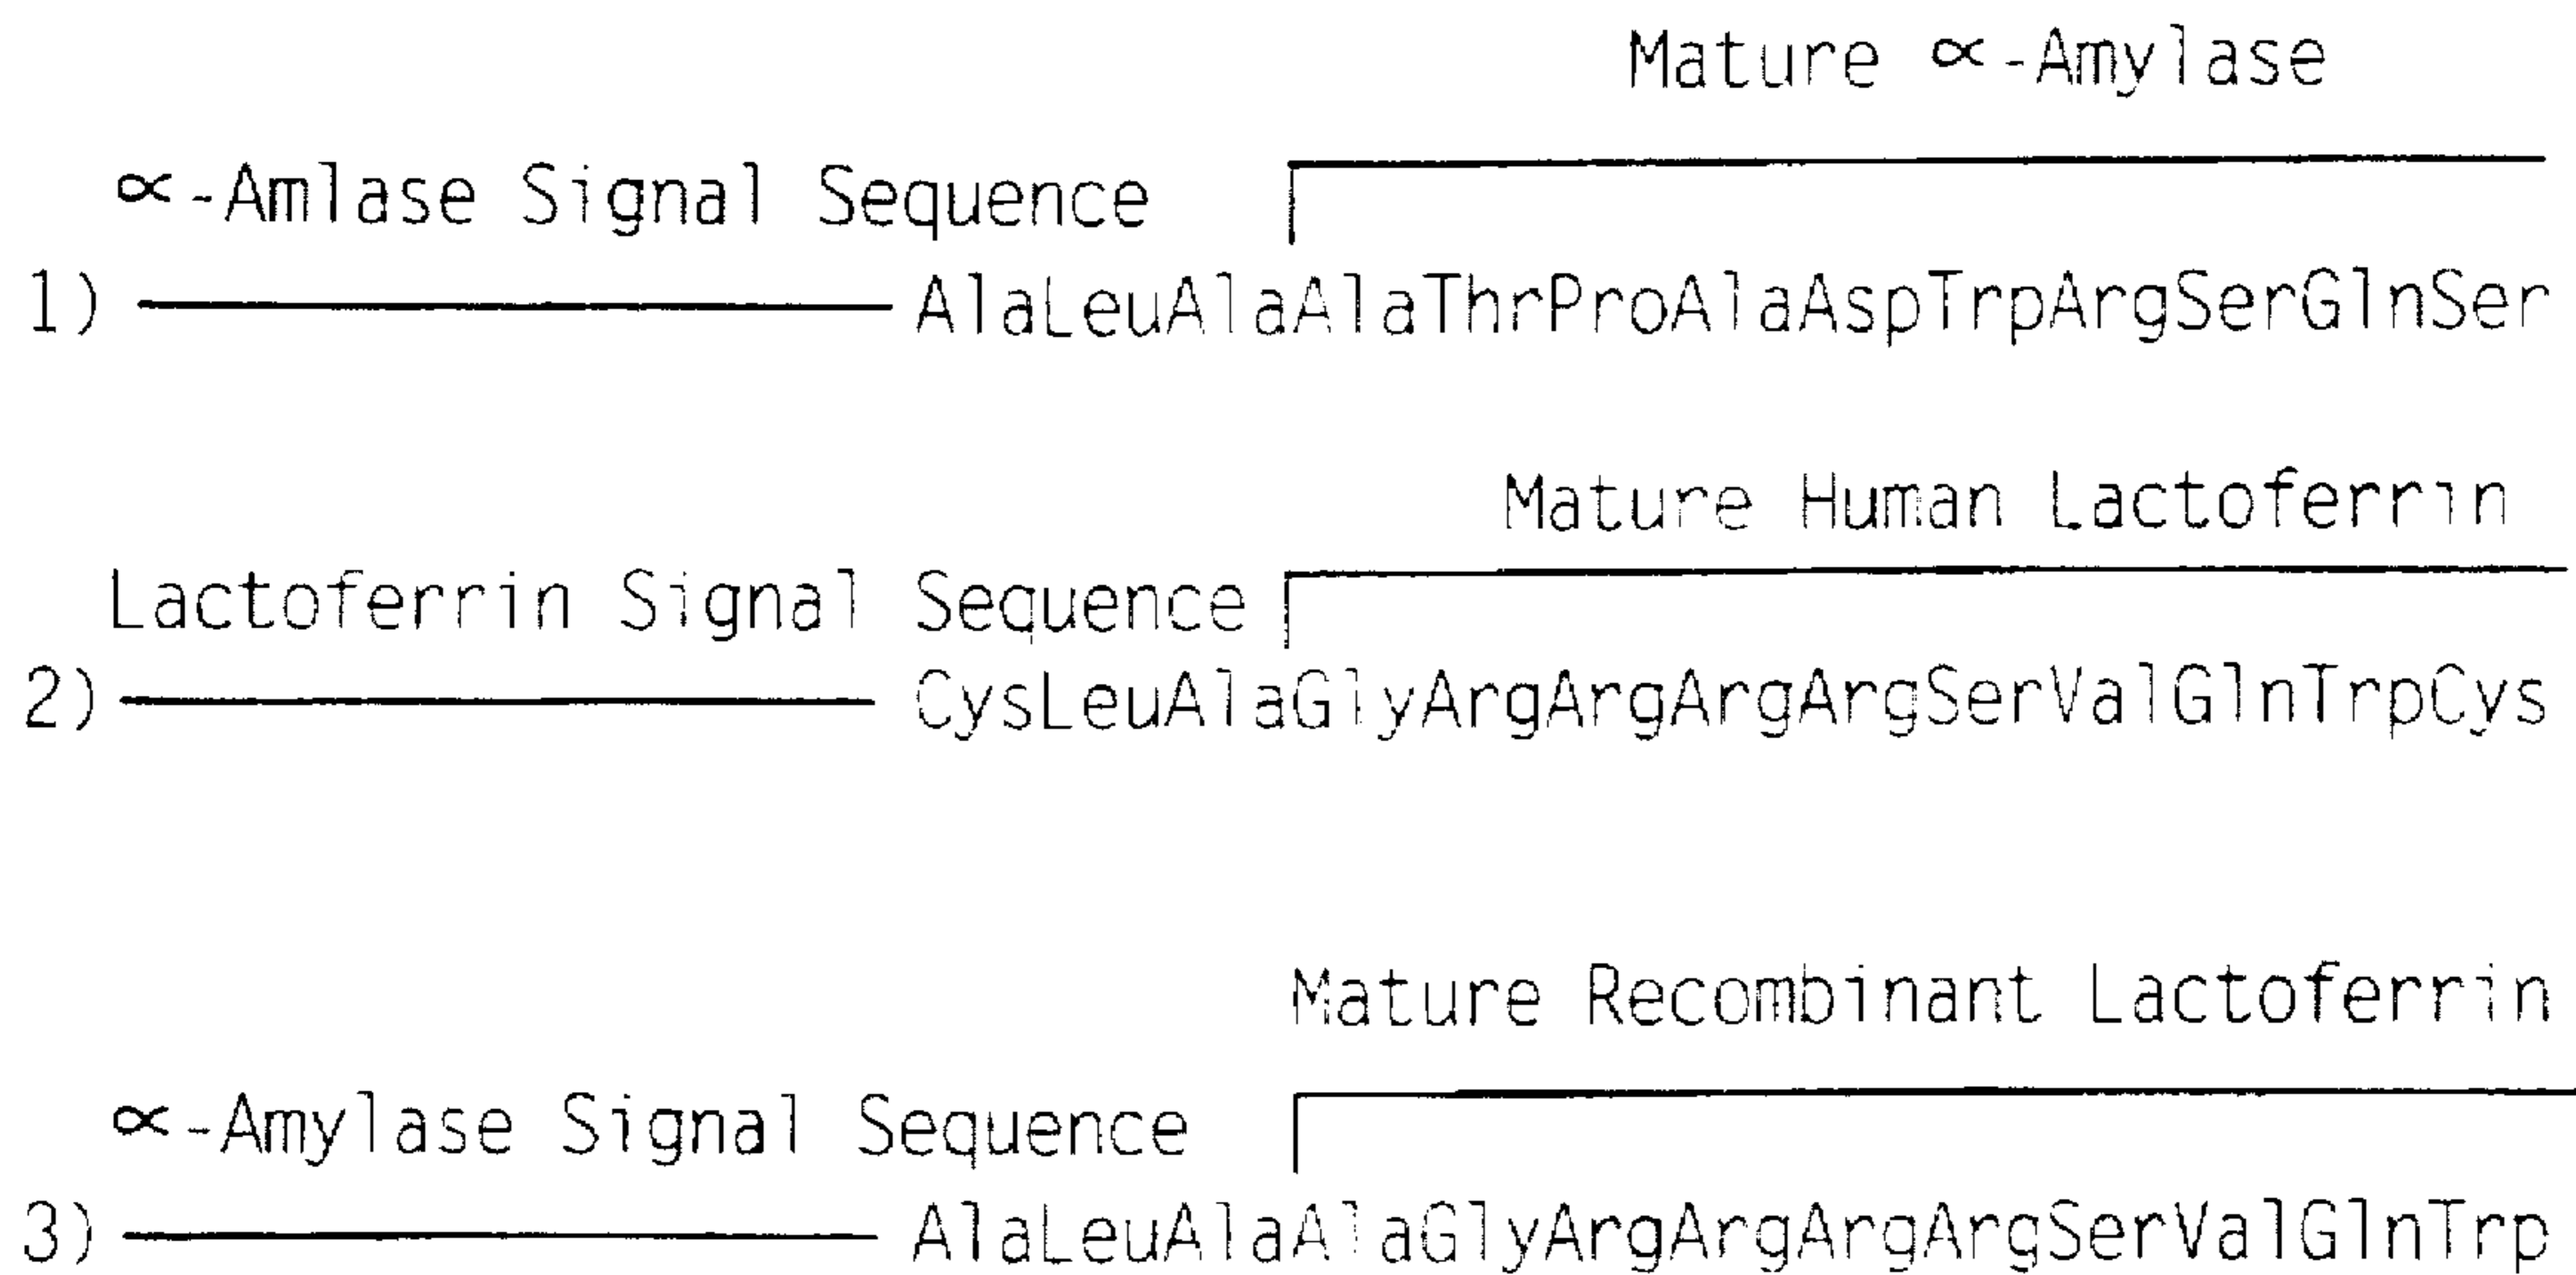 Mature ∝-Amylase
∝-Amlase Signal Sequence
1) AlaLeuAlaAlaThrProAlaAspTrpArgSerGlnSer
Mature Human Lactoferrin
Lactoferrin Signal Sequence
2) CysLeuAlaGlyArgArgArgArgSerValGlnTrpCys
Mature Recombinant Lactoferrin
∝-Amylase Signal Sequence
3) AlaLeuAlaAlaGlyArgArgArgArgSerValGlnTrp